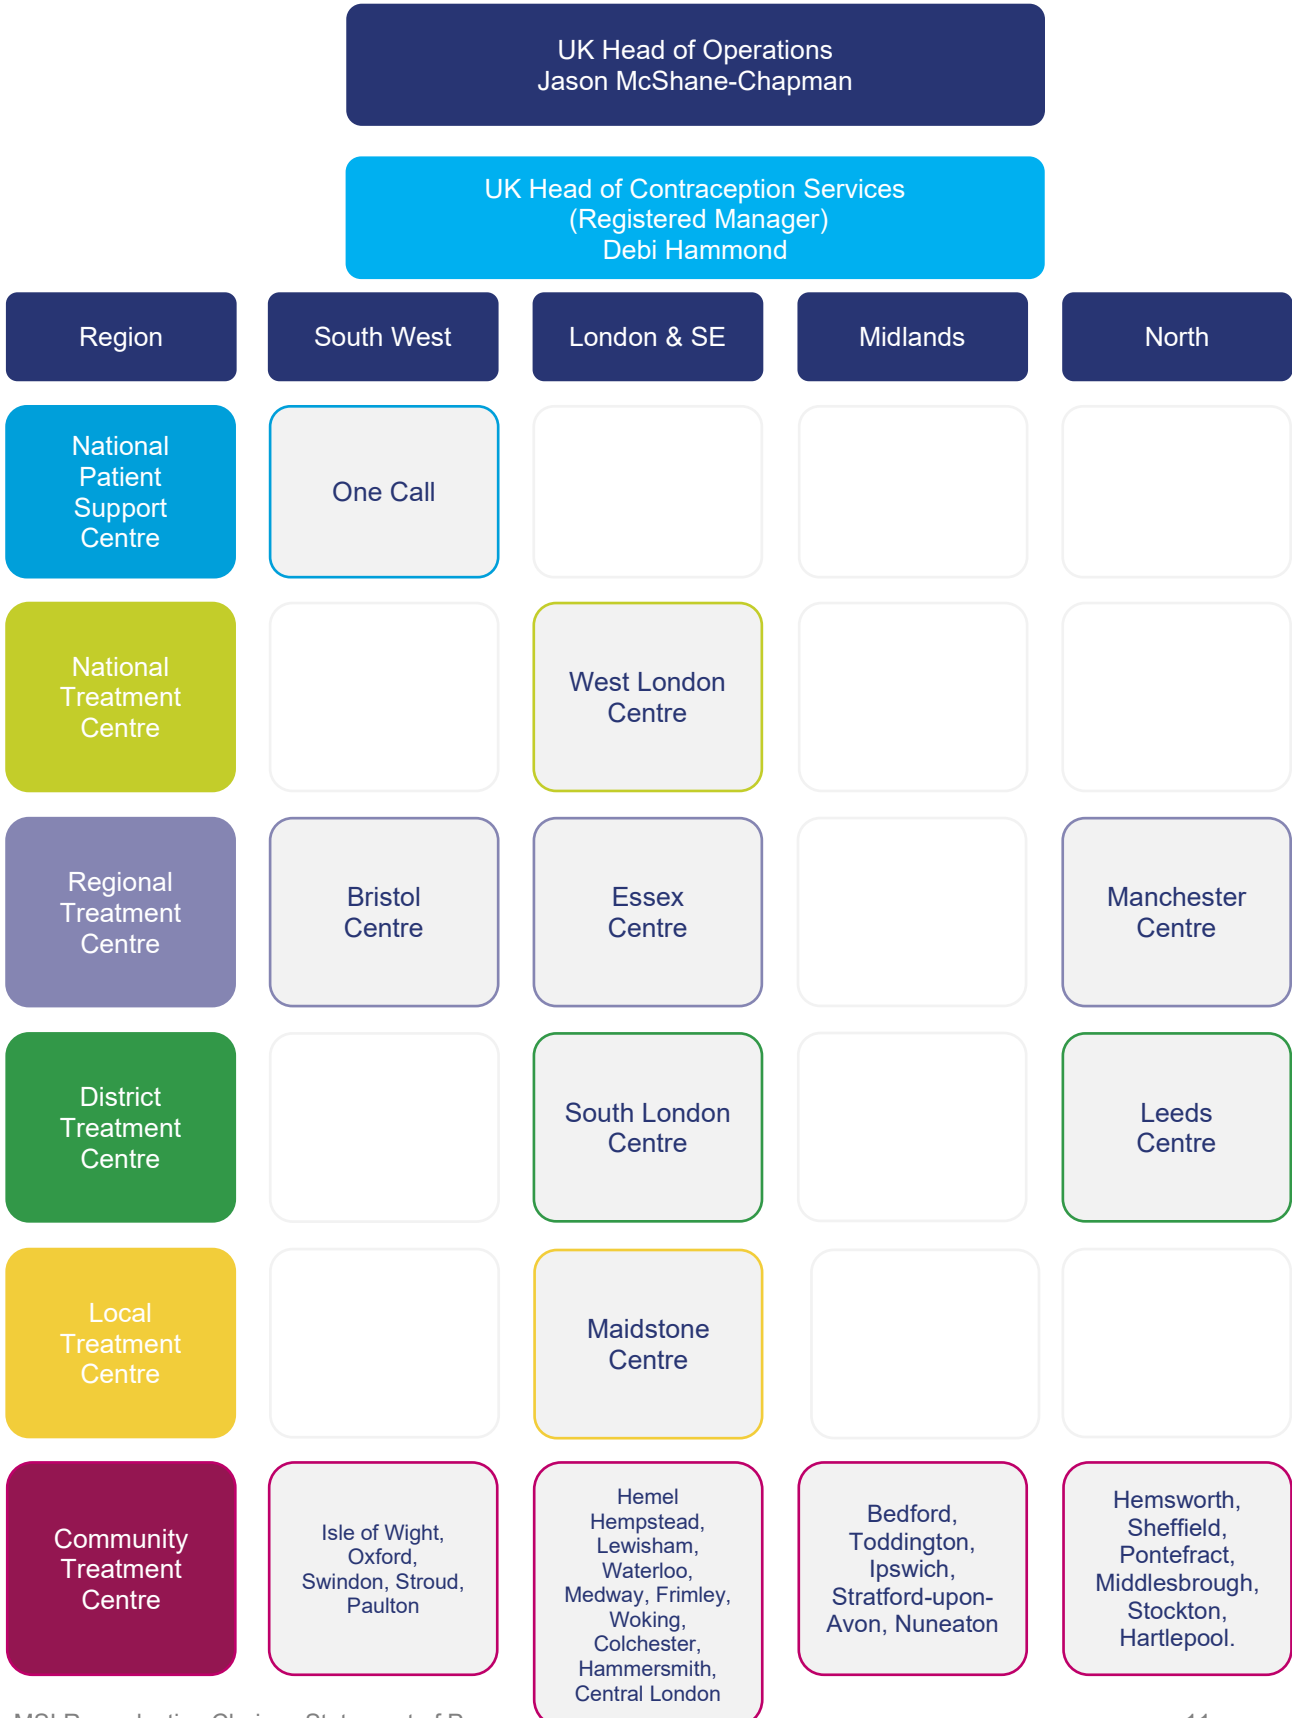 UK Head of Operations
Jason McShane-Chapman
UK Head of Contraception Services
(Registered Manager)
Debi Hammond
Region
South West
London & SE
Midlands
North
National
Patient
Support
Centre
One Call
National
Treatment
Centre
West London
Centre
Regional
Treatment
Centre
Bristol
Centre
Essex
Centre
Manchester
Centre
District
Treatment
Centre
South London
Centre
Leeds
Centre
Local
Treatment
Centre
Maidstone
Centre
Community
Treatment
Centre
Isle of Wight,
Oxford,
Swindon, Stroud,
Paulton
Hemel
Hempstead,
Lewisham,
Waterloo,
Medway, Frimley,
Woking,
Colchester,
Hammersmith,
Central London
Bedford,
Toddington,
Ipswich,
Stratford-upon-
Avon, Nuneaton
Hemsworth,
Sheffield,
Pontefract,
Middlesbrough,
Stockton,
Hartlepool.